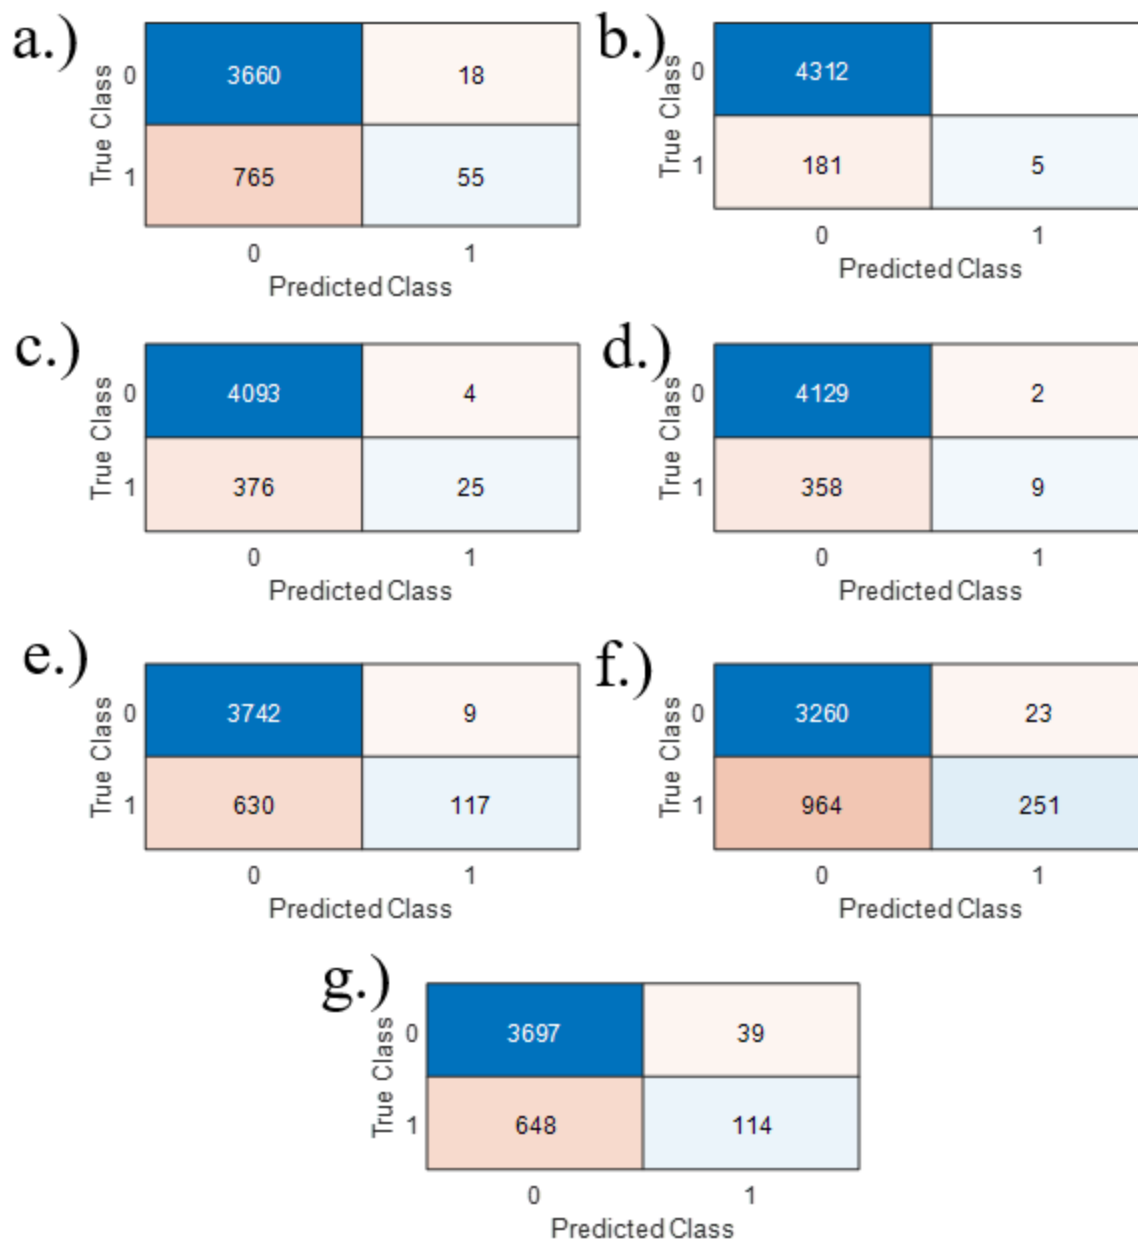 a.)
True Class
0
3660 18
1
765 55
0 1
Predicted Class
b.)
True Class
0
4312
1
181 5
0 1
Predicted Class
c.)
True Class
0
4093 4
1
376 25
0 1
Predicted Class
d.)
True Class
0
4129 2
1
358 9
0 1
Predicted Class
e.)
True Class
0
3742 9
1
630 117
0 1
Predicted Class
f.)
True Class
0
3260 23
1
964 251
0 1
Predicted Class
g.)
True Class
0
3697 39
1
648 114
0 1
Predicted Class